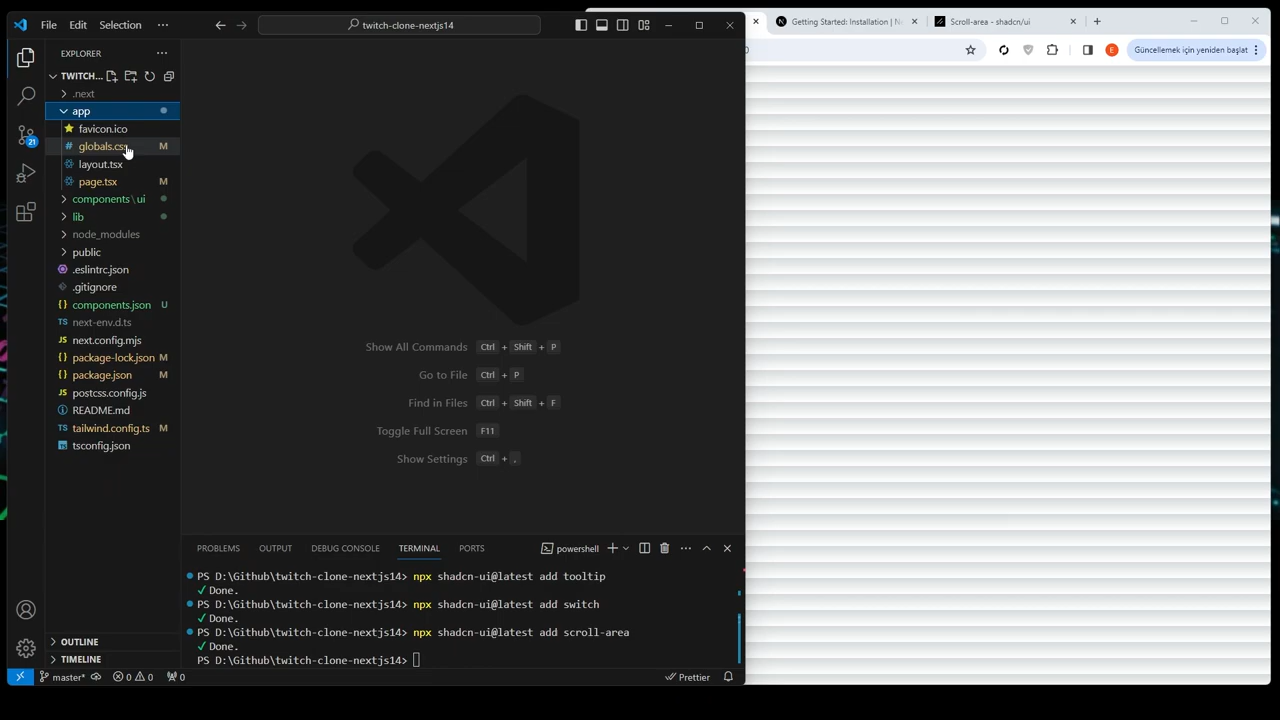 File Edit Selection ···
twitch-clone-nextjs14
EXPLORER
TWITCH...
.next
app
favicon.ico
globals.css M
layout.tsx
page.tsx M
components\ui
lib
node_modules
public
.eslintrc.json
.gitignore
components.json U
next-env.d.ts
next.config.mjs
package-lock.json M
package.json M
postcss.config.js
README.md
tailwind.config.ts M
tsconfig.json
OUTLINE
TIMELINE
21
Show All Commands Ctrl + Shift + P
Go to File Ctrl + P
Find in Files Ctrl + Shift + F
Toggle Full Screen F11
Show Settings Ctrl + ,
PROBLEMS OUTPUT DEBUG CONSOLE TERMINAL PORTS
powershell
PS D:\Github\twitch-clone-nextjs14> npx shadcn-ui@latest add tooltip
✓ Done.
PS D:\Github\twitch-clone-nextjs14> npx shadcn-ui@latest add switch
✓ Done.
PS D:\Github\twitch-clone-nextjs14> npx shadcn-ui@latest add scroll-area
✓ Done.
PS D:\Github\twitch-clone-nextjs14>
master* 0 0 0 Prettier
Getting Started: Installation | Ne
Scroll-area - shadcn/ui
E
Güncellemek için yeniden başlat